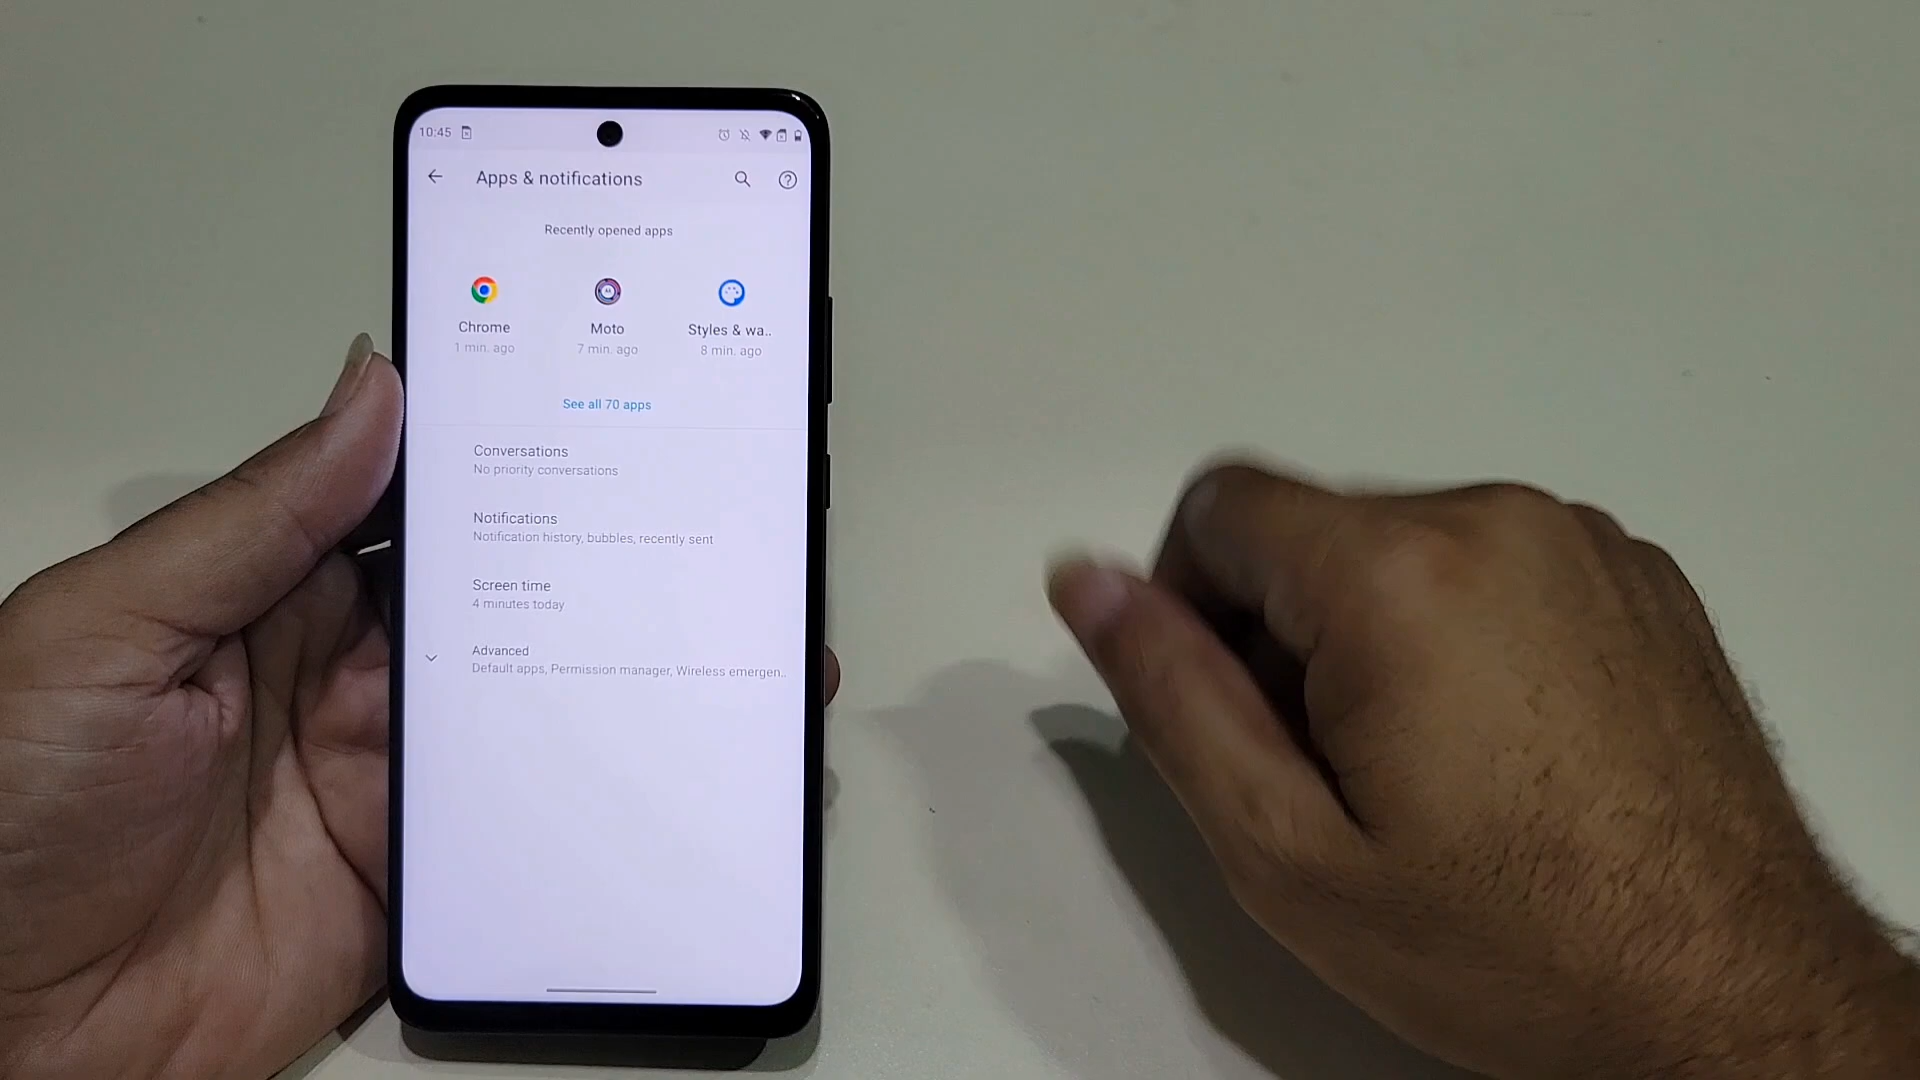 10:45
Apps & notifications
Recently opened apps
Chrome
1 min. ago
Moto
7 min. ago
Styles & wa..
8 min. ago
See all 70 apps
Conversations
No priority conversations
Notifications
Notification history, bubbles, recently sent
Screen time
4 minutes today
Advanced
Default apps, Permission manager, Wireless emergen..